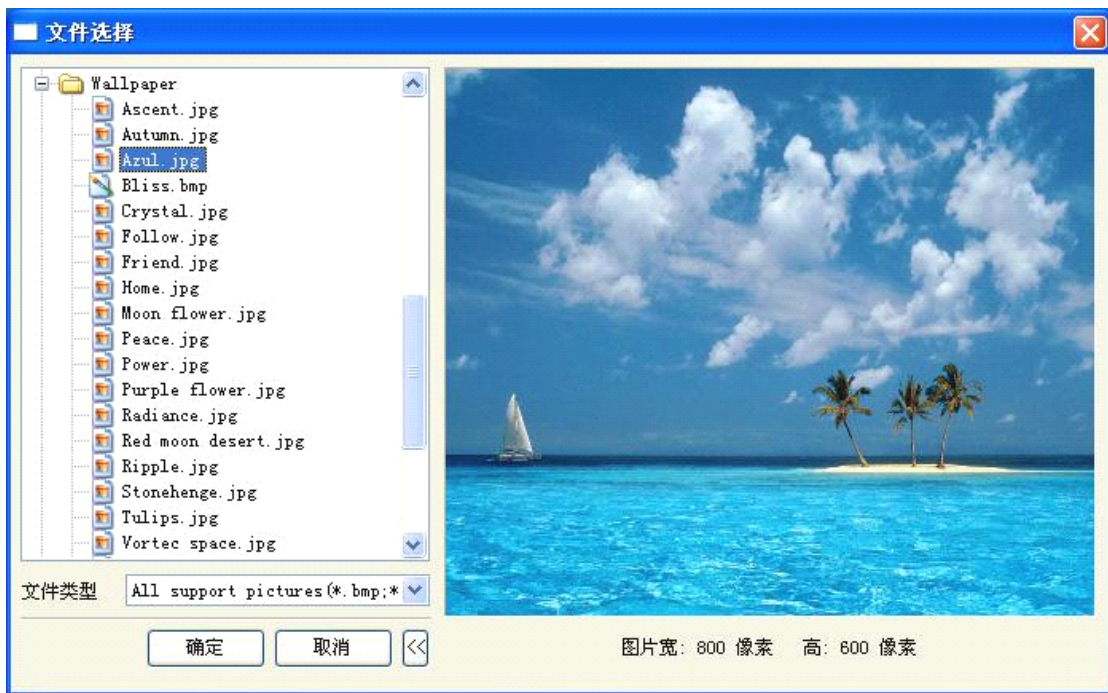 文件选择
Wallpaper
Ascent.jpg
Autumn.jpg
Azul.jpg
Bliss.bmp
Crystal.jpg
Follow.jpg
Friend.jpg
Home.jpg
Moon flower.jpg
Peace.jpg
Power.jpg
Purple flower.jpg
Radiance.jpg
Red moon desert.jpg
Ripple.jpg
Stonehenge.jpg
Tulips.jpg
Vortec space.jpg
文件类型 All support pictures(*.bmp;*
确定 取消 <<
图片宽: 800 像素 高: 600 像素